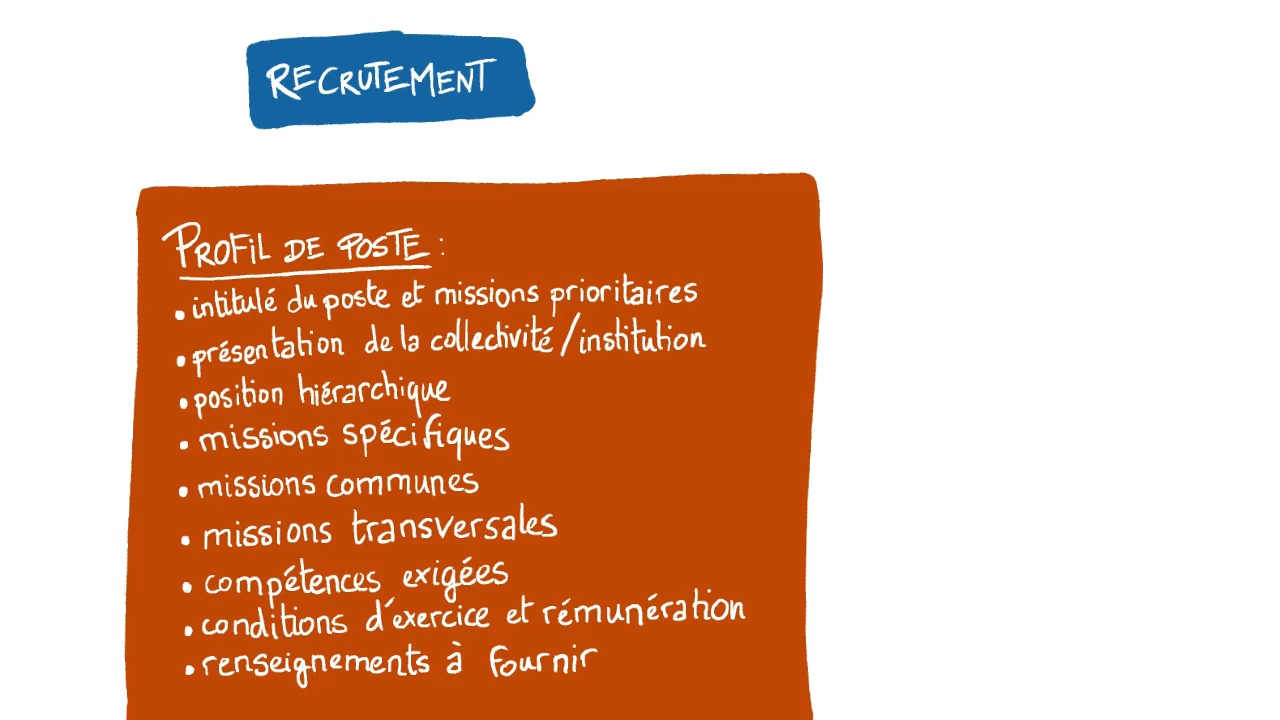 RECRUTEMENT
PROFIL DE POSTE :
• intitulé du poste et missions prioritaires
• présentation de la collectivité/institution
• position hiérarchique
• missions spécifiques
• missions communes
• missions transversales
• compétences exigées
• conditions d'exercice et rémunération
• renseignements à fournir